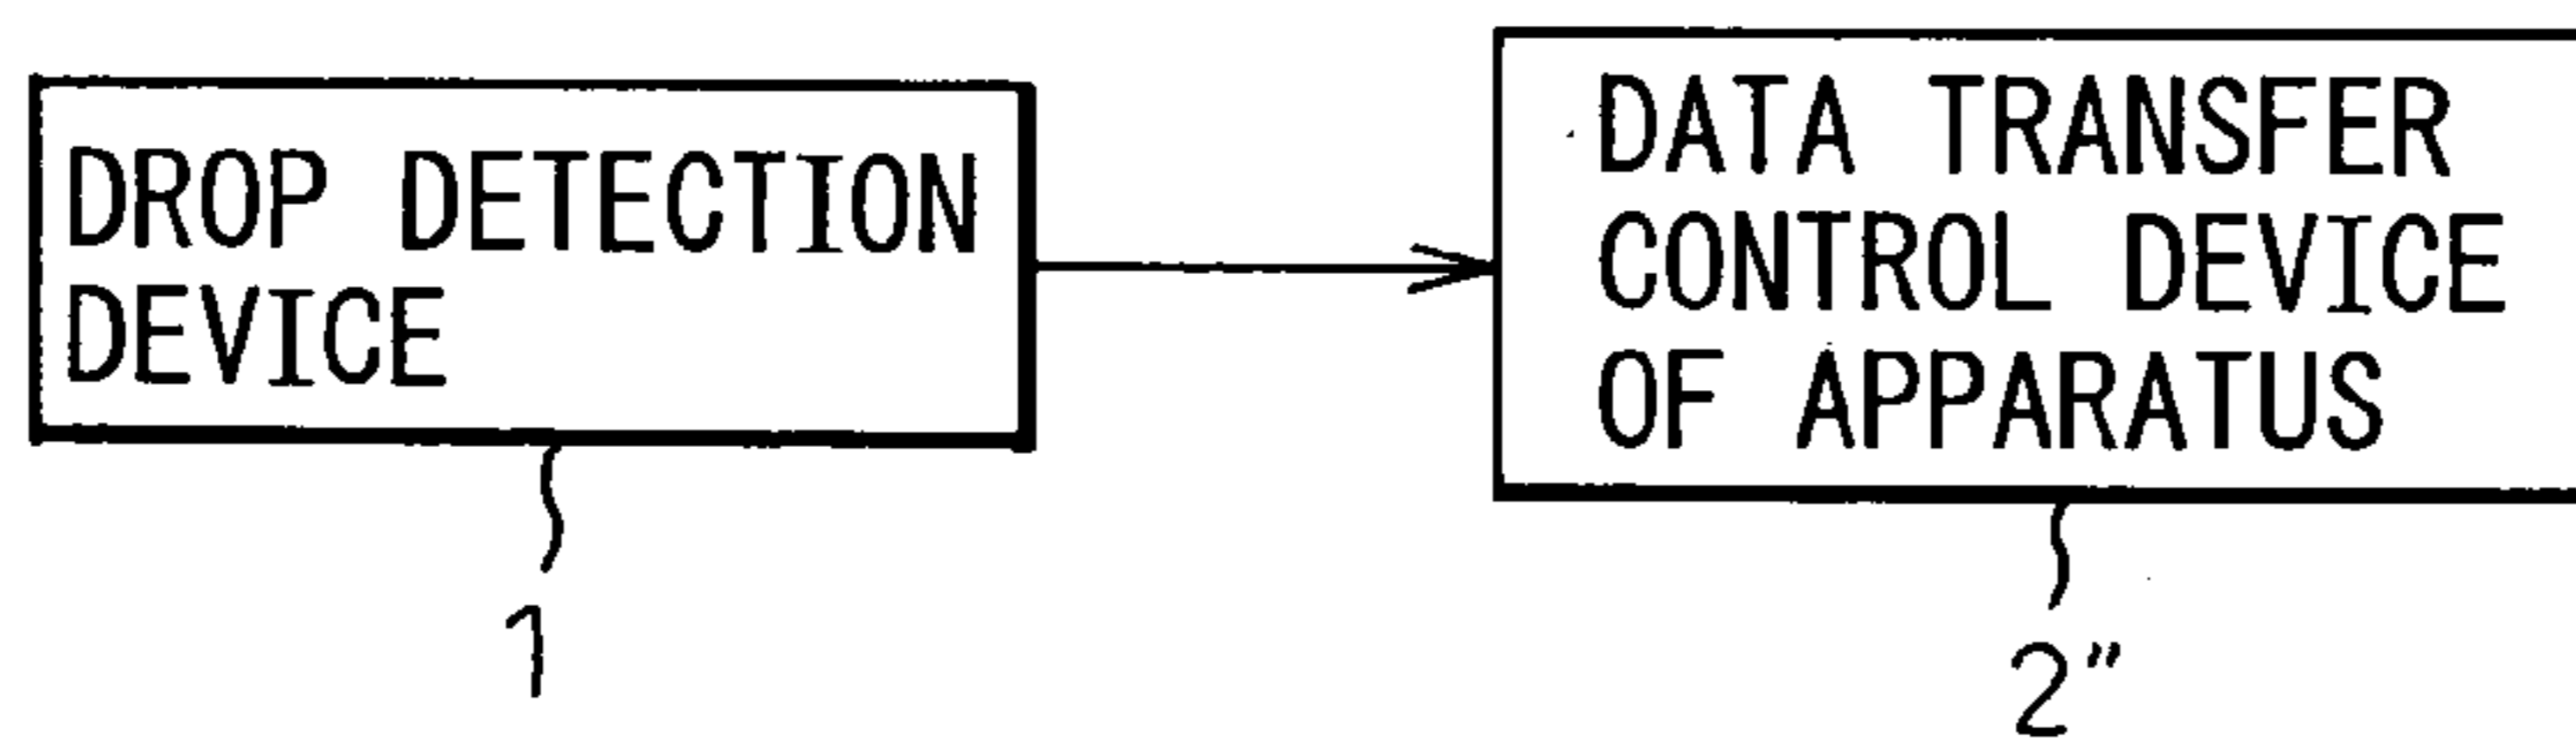 DROP DETECTION
DEVICE
DATA TRANSFER
CONTROL DEVICE
OF APPARATUS
1
2"